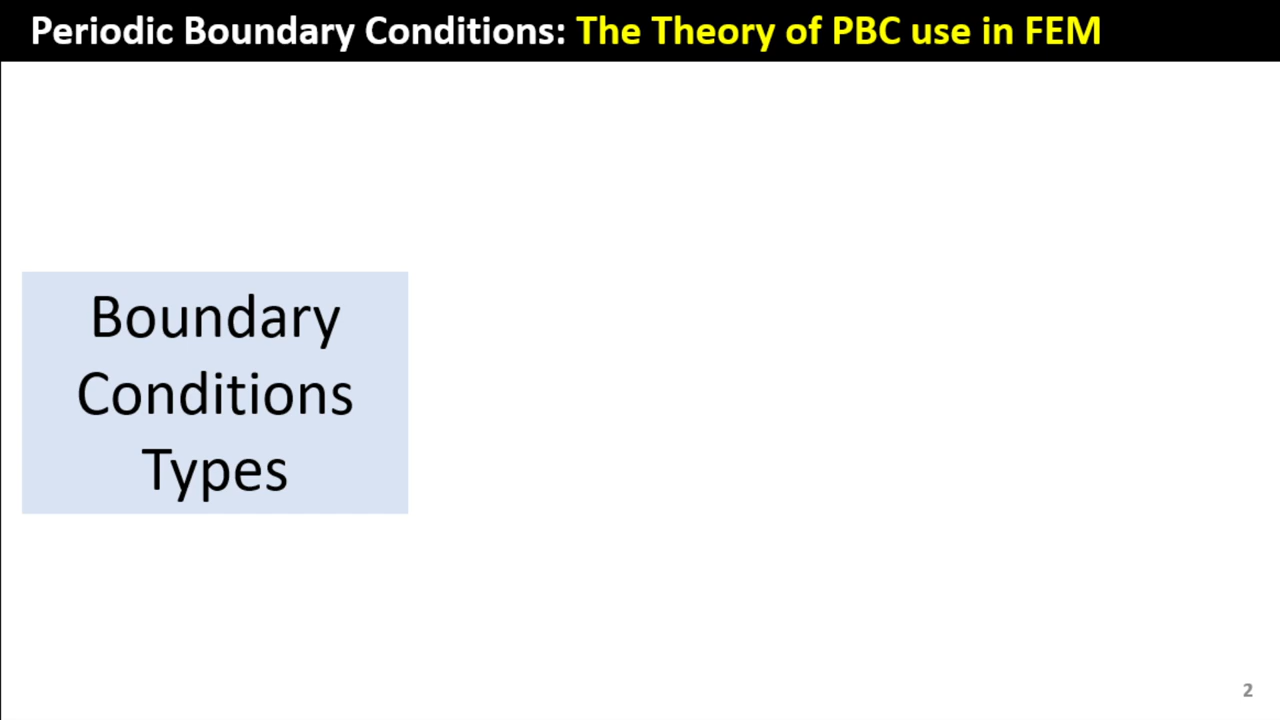 Periodic Boundary Conditions: The Theory of PBC use in FEM
Boundary
Conditions
Types
2